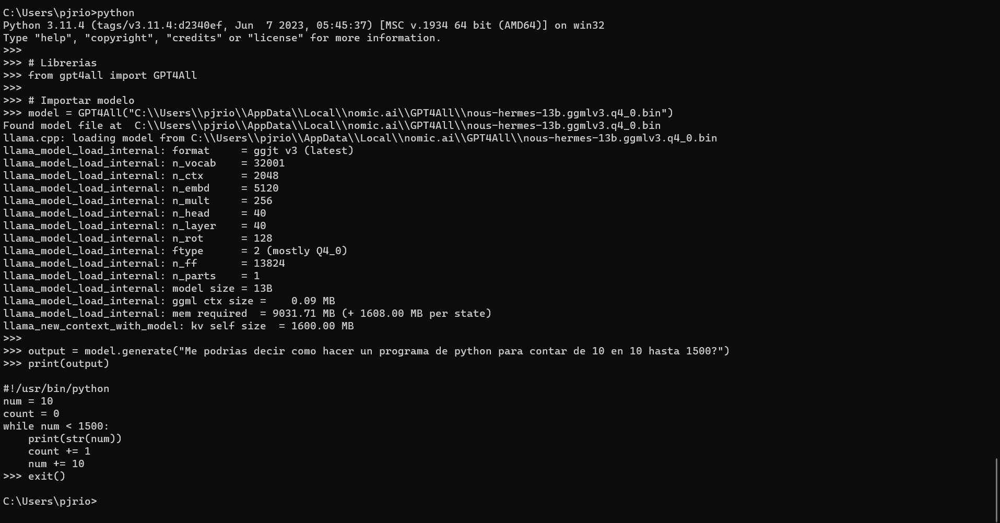 C:\Users\pjrio>python
Python 3.11.4 (tags/v3.11.4:d2340ef, Jun  7 2023, 05:45:37) [MSC v.1934 64 bit (AMD64)] on win32
Type "help", "copyright", "credits" or "license" for more information.
>>>
>>> # Librerias
>>> from gpt4all import GPT4All
>>>
>>> # Importar modelo
>>> model = GPT4All("C:\\Users\\pjrio\\AppData\\Local\\nomic.ai\\GPT4All\\nous-hermes-13b.ggmlv3.q4_0.bin")
Found model file at  C:\\Users\\pjrio\\AppData\\Local\\nomic.ai\\GPT4All\\nous-hermes-13b.ggmlv3.q4_0.bin
llama.cpp: loading model from C:\\Users\\pjrio\\AppData\\Local\\nomic.ai\\GPT4All\\nous-hermes-13b.ggmlv3.q4_0.bin
llama_model_load_internal: format     = ggjt v3 (latest)
llama_model_load_internal: n_vocab    = 32001
llama_model_load_internal: n_ctx      = 2048
llama_model_load_internal: n_embd     = 5120
llama_model_load_internal: n_mult     = 256
llama_model_load_internal: n_head     = 40
llama_model_load_internal: n_layer    = 40
llama_model_load_internal: n_rot      = 128
llama_model_load_internal: ftype      = 2 (mostly Q4_0)
llama_model_load_internal: n_ff       = 13824
llama_model_load_internal: n_parts    = 1
llama_model_load_internal: model size = 13B
llama_model_load_internal: ggml ctx size =    0.09 MB
llama_model_load_internal: mem required  = 9031.71 MB (+ 1608.00 MB per state)
llama_new_context_with_model: kv self size  = 1600.00 MB
>>>
>>> output = model.generate("Me podrias decir como hacer un programa de python para contar de 10 en 10 hasta 1500?")
>>> print(output)

#!/usr/bin/python
num = 10
count = 0
while num < 1500:
    print(str(num))
    count += 1
    num += 10
>>> exit()

C:\Users\pjrio>